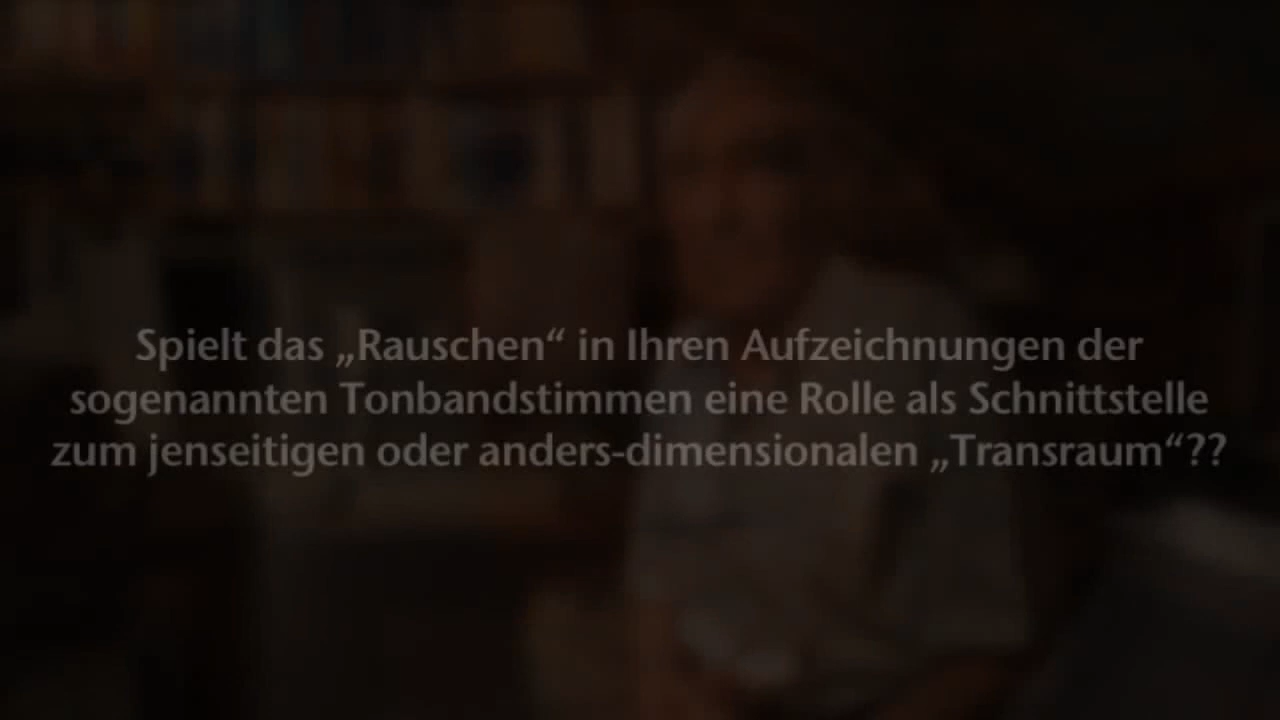 Spielt das „Rauschen“ in Ihren Aufzeichnungen der
sogenannten Tonbandstimmen eine Rolle als Schnittstelle
zum jenseitigen oder anders-dimensionalen „Transraum“??